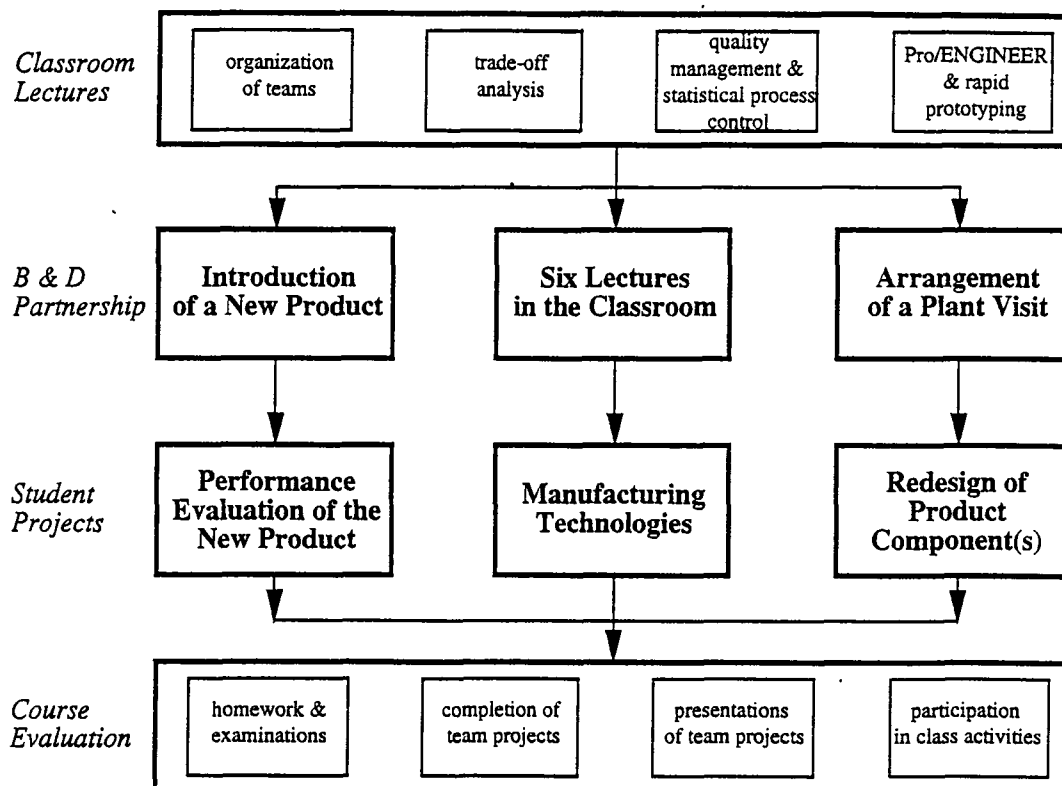 Classroom
Lectures
organization
of teams
trade-off
analysis
quality
management &
statistical process
control
Pro/ENGINEER
& rapid
prototyping
B & D
Partnership
Introduction
of a New Product
Six Lectures
in the Classroom
Arrangement
of a Plant Visit
Student
Projects
Performance
Evaluation of the
New Product
Manufacturing
Technologies
Redesign of
Product
Component(s)
Course
Evaluation
homework &
examinations
completion of
team projects
presentations
of team projects
participation
in class activities